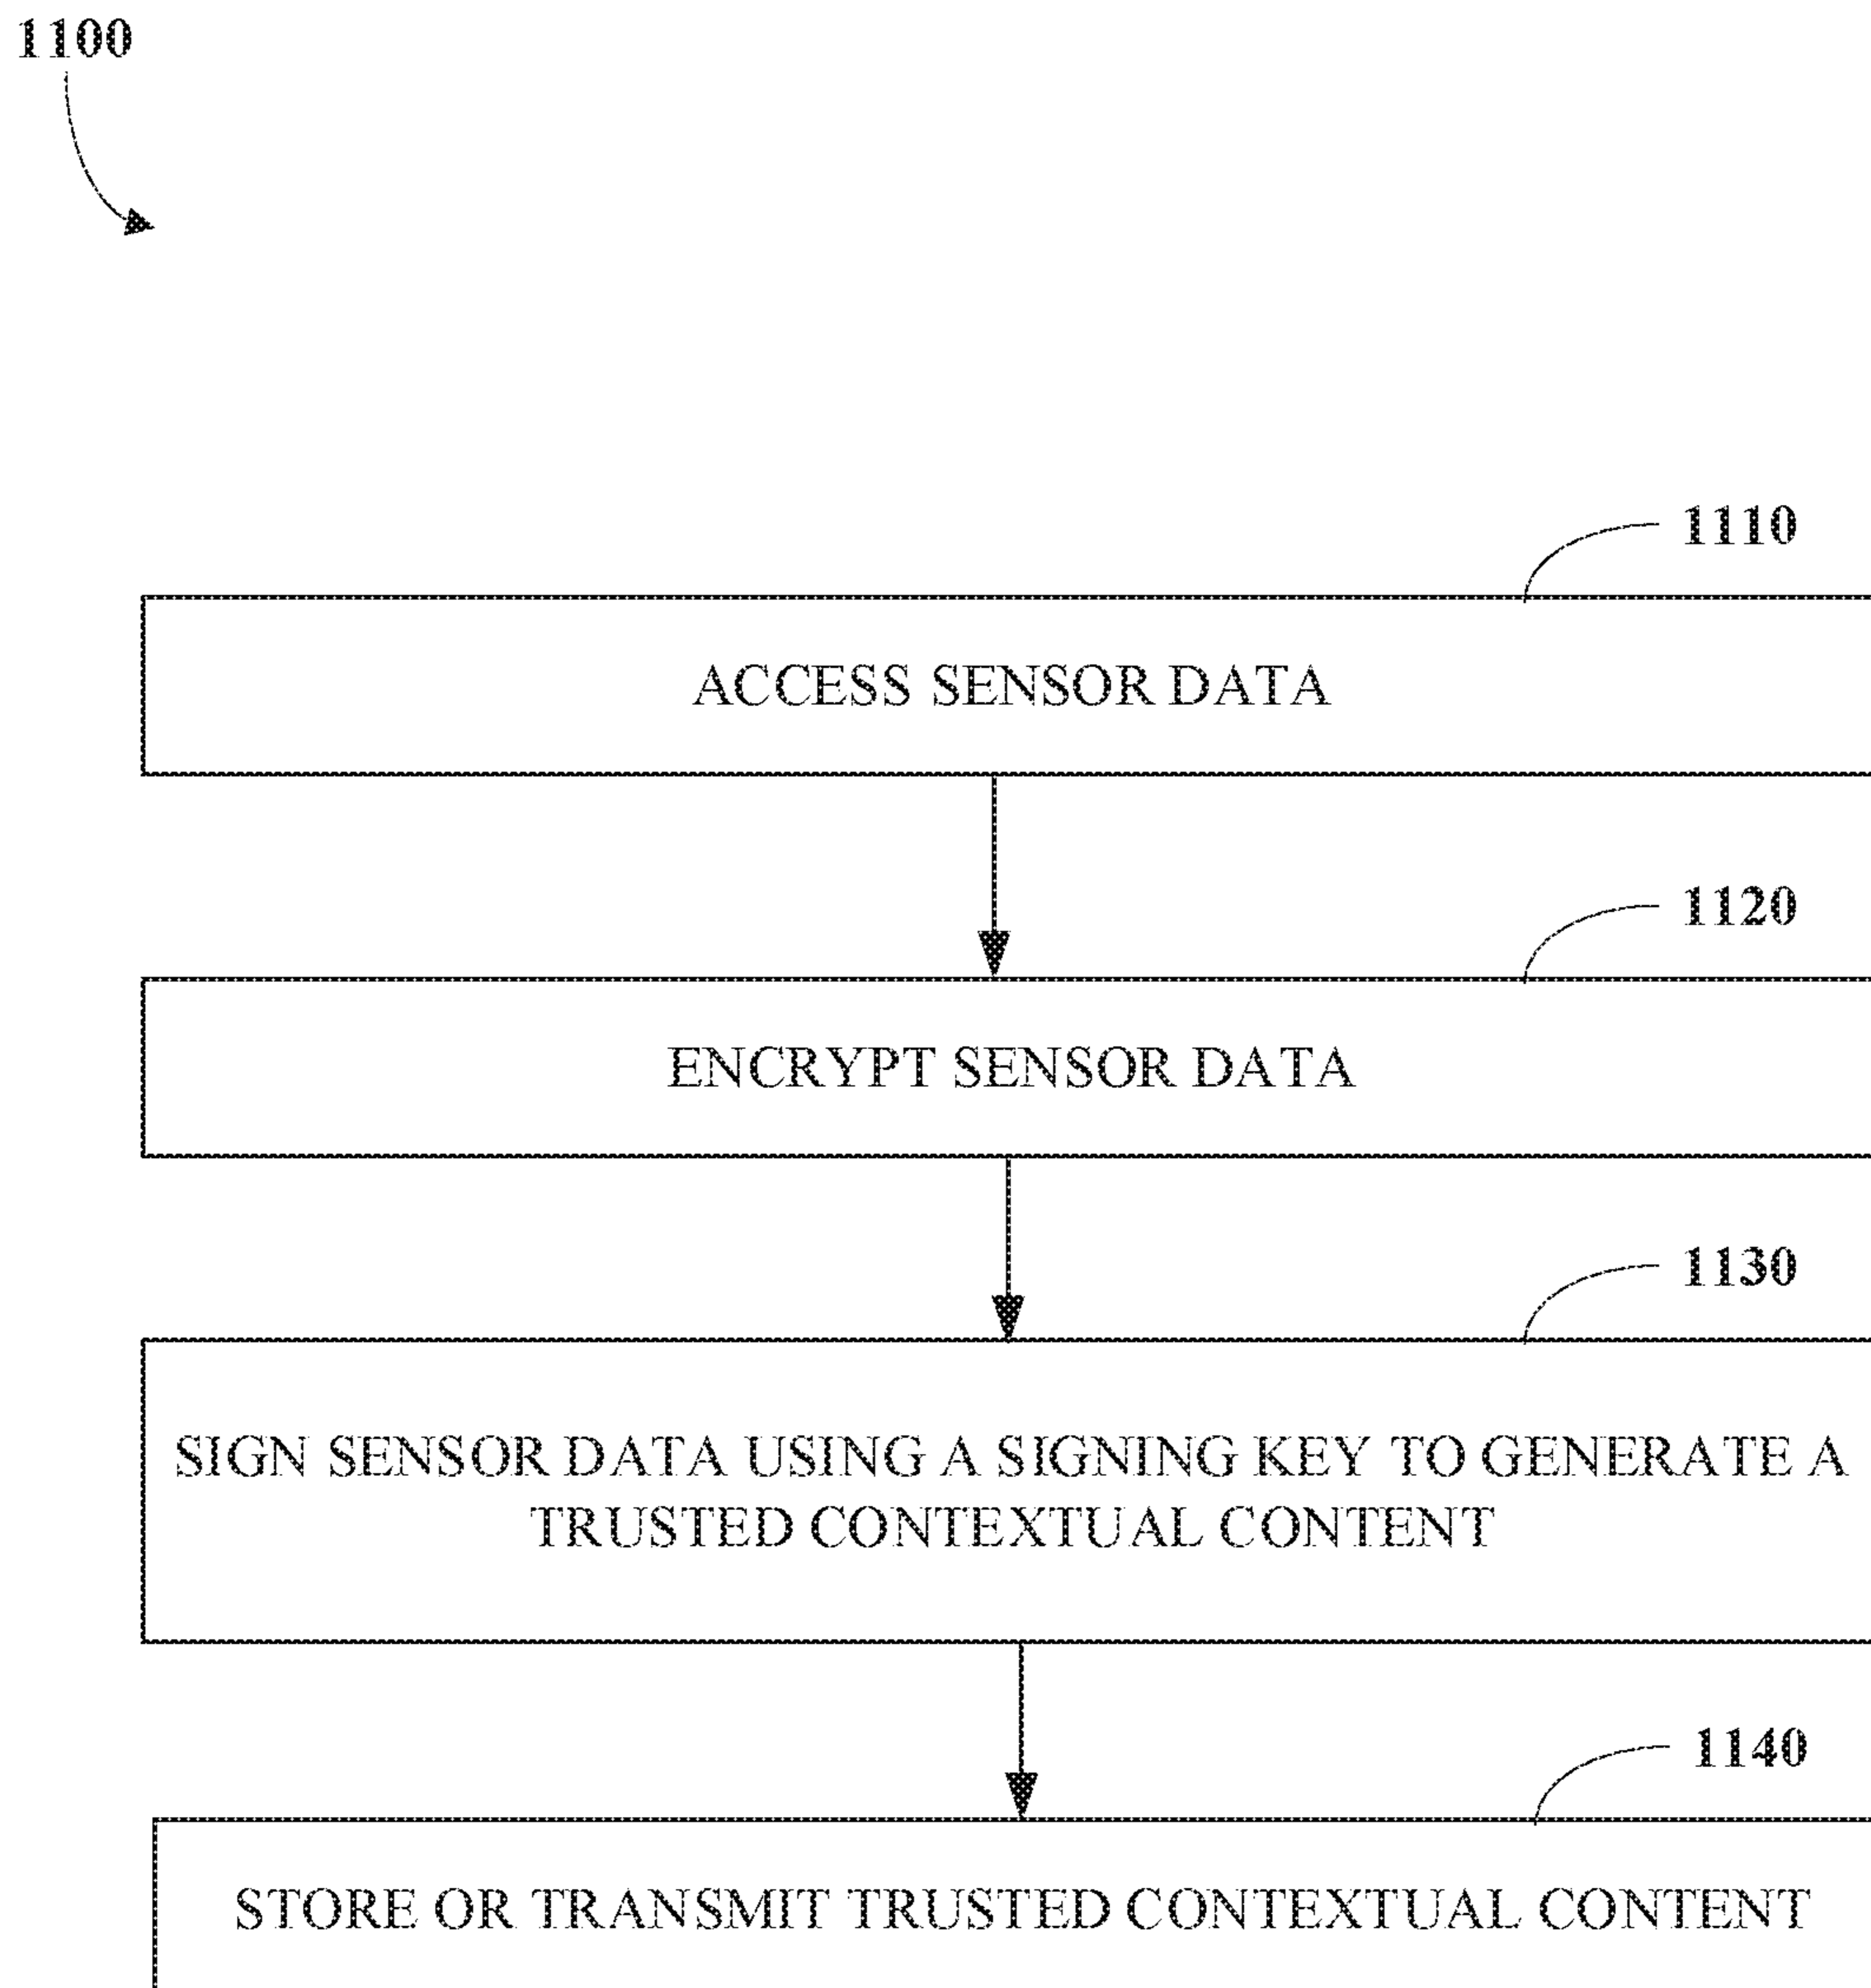 1100
1110
ACCESS SENSOR DATA
1120
ENCRYPT SENSOR DATA
1130
SIGN SENSOR DATA USING A SIGNING KEY TO GENERATE A
TRUSTED CONTEXTUAL CONTENT
1140
STORE OR TRANSMIT TRUSTED CONTEXTUAL CONTENT